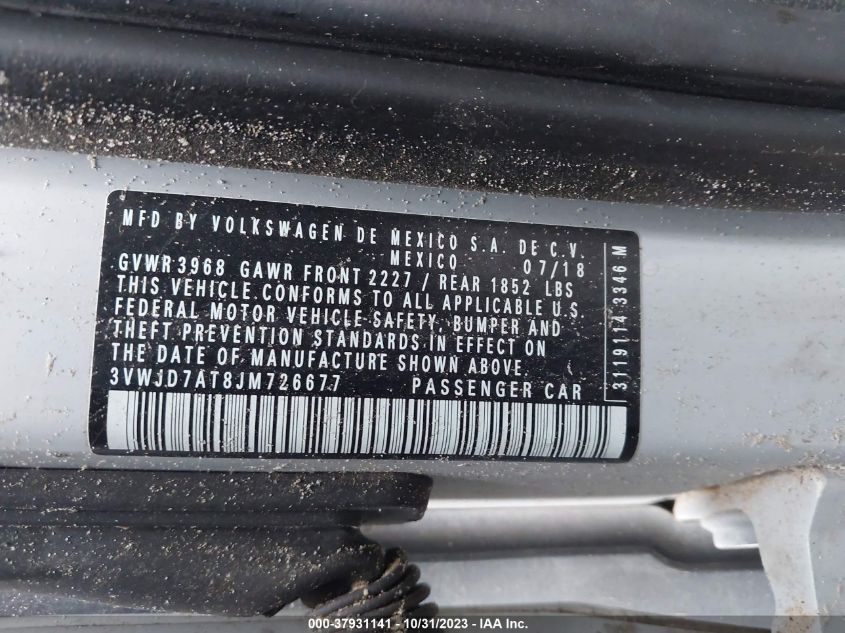 MFD BY VOLKSWAGEN DE MEXICO S.A. DE C.V.
MEXICO 07/18
GVWR 3968 GAWR FRONT 2227 / REAR 1852 LBS
THIS VEHICLE CONFORMS TO ALL APPLICABLE U.S.
FEDERAL MOTOR VEHICLE SAFETY, BUMPER AND
THEFT PREVENTION STANDARDS IN EFFECT ON
THE DATE OF MANUFACTURE SHOWN ABOVE.
3VWJD7AT8JM726677 PASSENGER CAR
3119114 3346 M
000-37931141 - 10/31/2023 - © IAA, Inc.